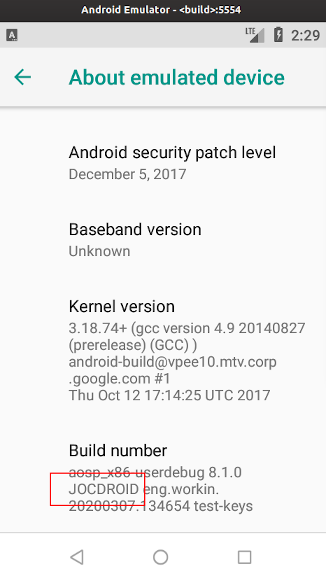 Android Emulator - <build>:5554
A
LTE
2:29
About emulated device
Android security patch level
December 5, 2017
Baseband version
Unknown
Kernel version
3.18.74+ (gcc version 4.9 20140827
(prerelease) (GCC) )
android-build@vpee10.mtv.corp
.google.com #1
Thu Oct 12 17:14:25 UTC 2017
Build number
aosp_x86 userdebug 8.1.0
JOCDROID eng.workin.
20200307.134654 test-keys